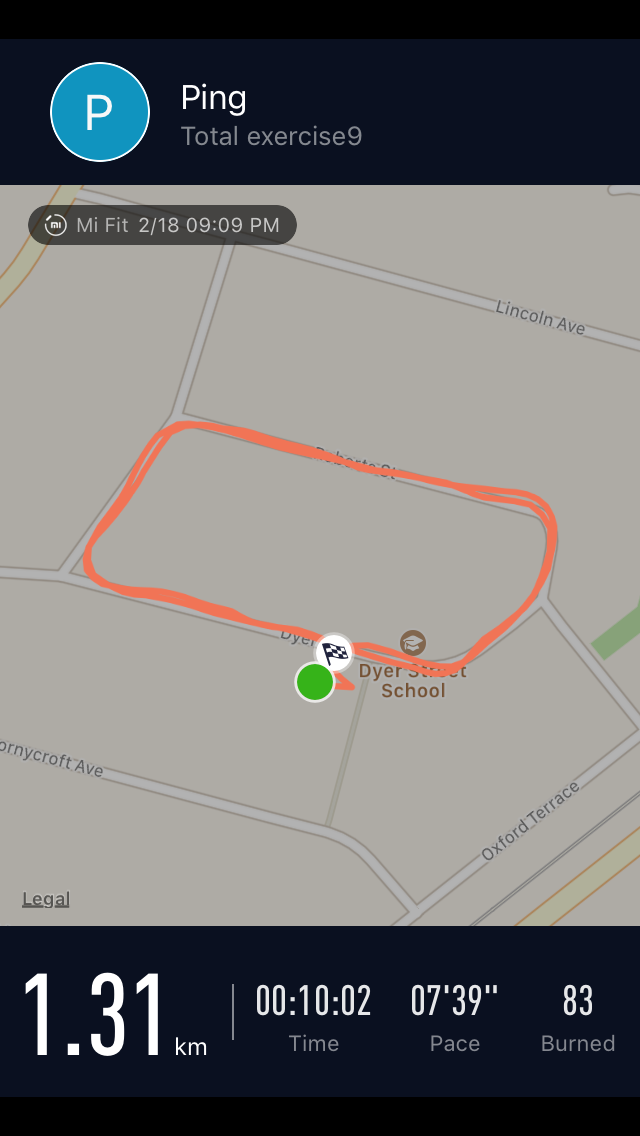 P
Ping
Total exercise9
Mi Fit 2/18 09:09 PM
Lincoln Ave
Roberts St
Dyer
Dyer Street
School
ornycroft Ave
Oxford Terrace
Legal
1.31 km
00:10:02 07'39" 83
Time Pace Burned